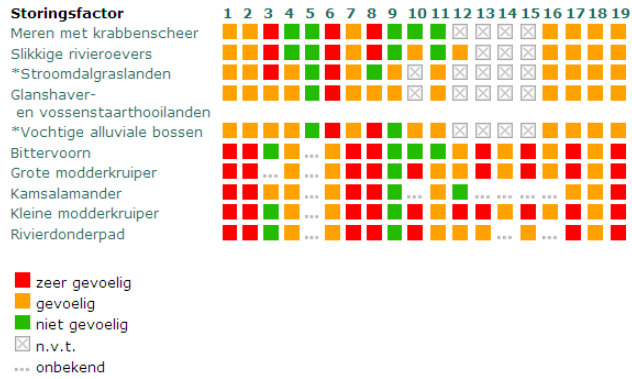 Storingsfactor 1 2 3 4 5 6 7 8 9 10 11 12 13 14 15 16 17 18 19
Meren met krabbenscheer
Slikkige rivieroevers
*Stroomdalgraslanden
Glanshaver-
en vossenstaarthooilanden
*Vochtige alluviale bossen
Bittervoorn ...
Grote modderkruiper ... ...
Kamsalamander ... ... ... ... ... ...
Kleine modderkruiper ...
Rivierdonderpad ... ... ...
zeer gevoelig
gevoelig
niet gevoelig
n.v.t.
... onbekend